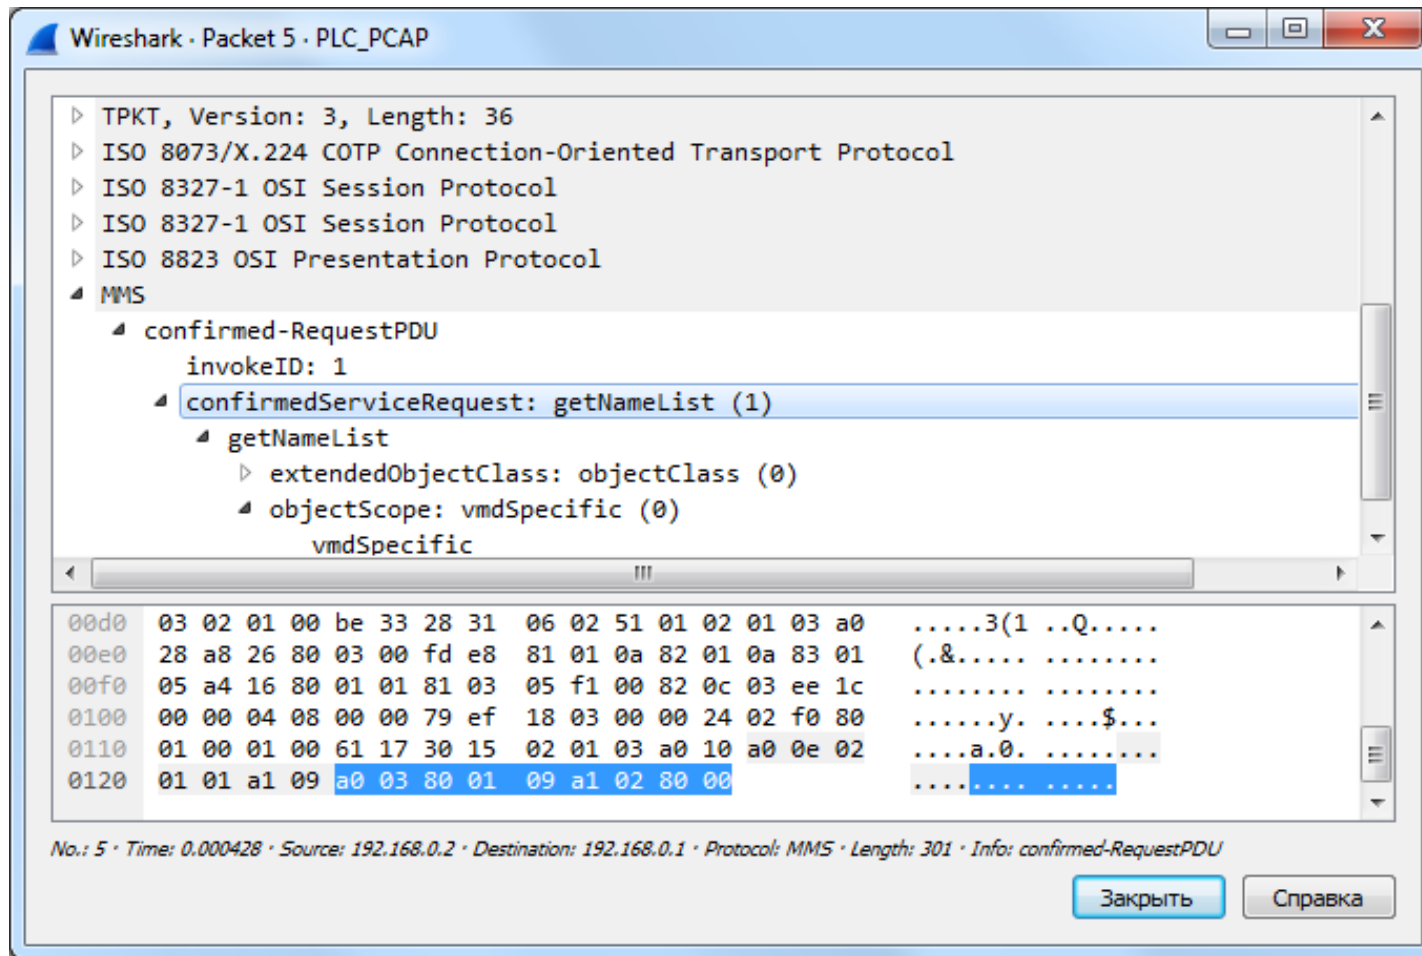 Wireshark · Packet 5 · PLC_PCAP
TPKT, Version: 3, Length: 36
ISO 8073/X.224 COTP Connection-Oriented Transport Protocol
ISO 8327-1 OSI Session Protocol
ISO 8327-1 OSI Session Protocol
ISO 8823 OSI Presentation Protocol
MMS
confirmed-RequestPDU
invokeID: 1
confirmedServiceRequest: getNameList (1)
getNameList
extendedObjectClass: objectClass (0)
objectScope: vmdSpecific (0)
vmdSpecific
00d0 03 02 01 00 be 33 28 31 06 02 51 01 02 01 03 a0 .....3(1 ..Q.....
00e0 28 a8 26 80 03 00 fd e8 81 01 0a 82 01 0a 83 01 (.&..... ........
00f0 05 a4 16 80 01 01 81 03 05 f1 00 82 0c 03 ee 1c ........ ........
0100 00 00 04 08 00 00 79 ef 18 03 00 00 24 02 f0 80 ......y. ....$...
0110 01 00 01 00 61 17 30 15 02 01 03 a0 10 a0 0e 02 ....a.0. ........
0120 01 01 a1 09 a0 03 80 01 09 a1 02 80 00 ........ .....
No.: 5 · Time: 0.000428 · Source: 192.168.0.2 · Destination: 192.168.0.1 · Protocol: MMS · Length: 301 · Info: confirmed-RequestPDU
Закрыть Справка